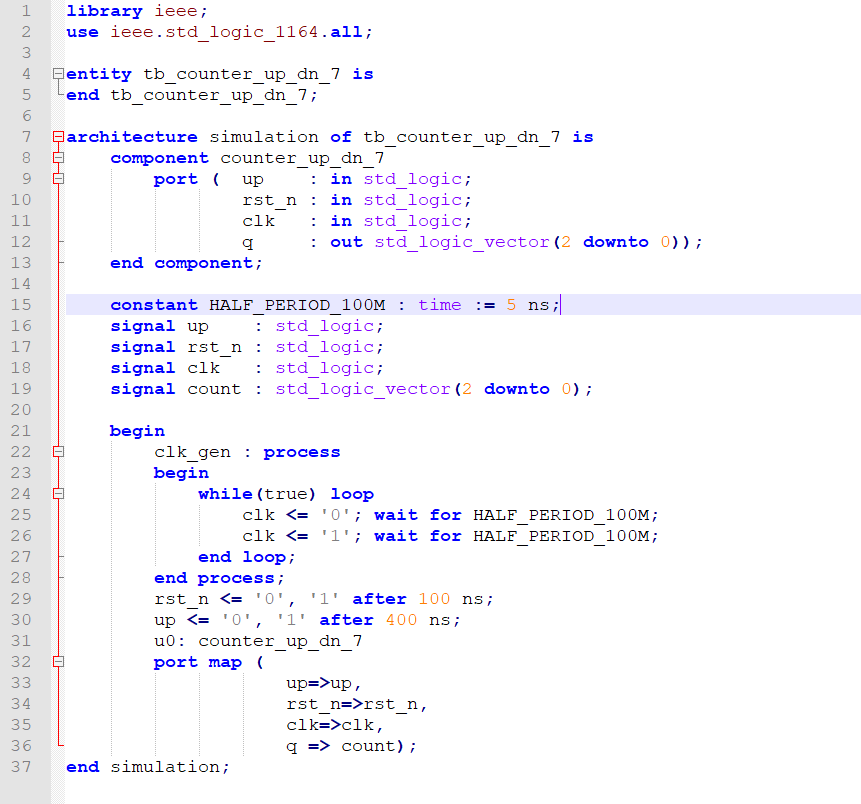 1 library ieee;
2 use ieee.std_logic_1164.all;
3
4 entity tb_counter_up_dn_7 is
5 end tb_counter_up_dn_7;
6
7 architecture simulation of tb_counter_up_dn_7 is
8     component counter_up_dn_7
9         port (  up    : in std_logic;
10                 rst_n : in std_logic;
11                 clk   : in std_logic;
12                 q     : out std_logic_vector(2 downto 0));
13     end component;
14
15     constant HALF_PERIOD_100M : time := 5 ns;
16     signal up    : std_logic;
17     signal rst_n : std_logic;
18     signal clk   : std_logic;
19     signal count : std_logic_vector(2 downto 0);
20
21     begin
22         clk_gen : process
23         begin
24             while(true) loop
25                 clk <= '0'; wait for HALF_PERIOD_100M;
26                 clk <= '1'; wait for HALF_PERIOD_100M;
27             end loop;
28         end process;
29         rst_n <= '0', '1' after 100 ns;
30         up <= '0', '1' after 400 ns;
31         u0: counter_up_dn_7
32         port map (
33                     up=>up,
34                     rst_n=>rst_n,
35                     clk=>clk,
36                     q => count);
37 end simulation;